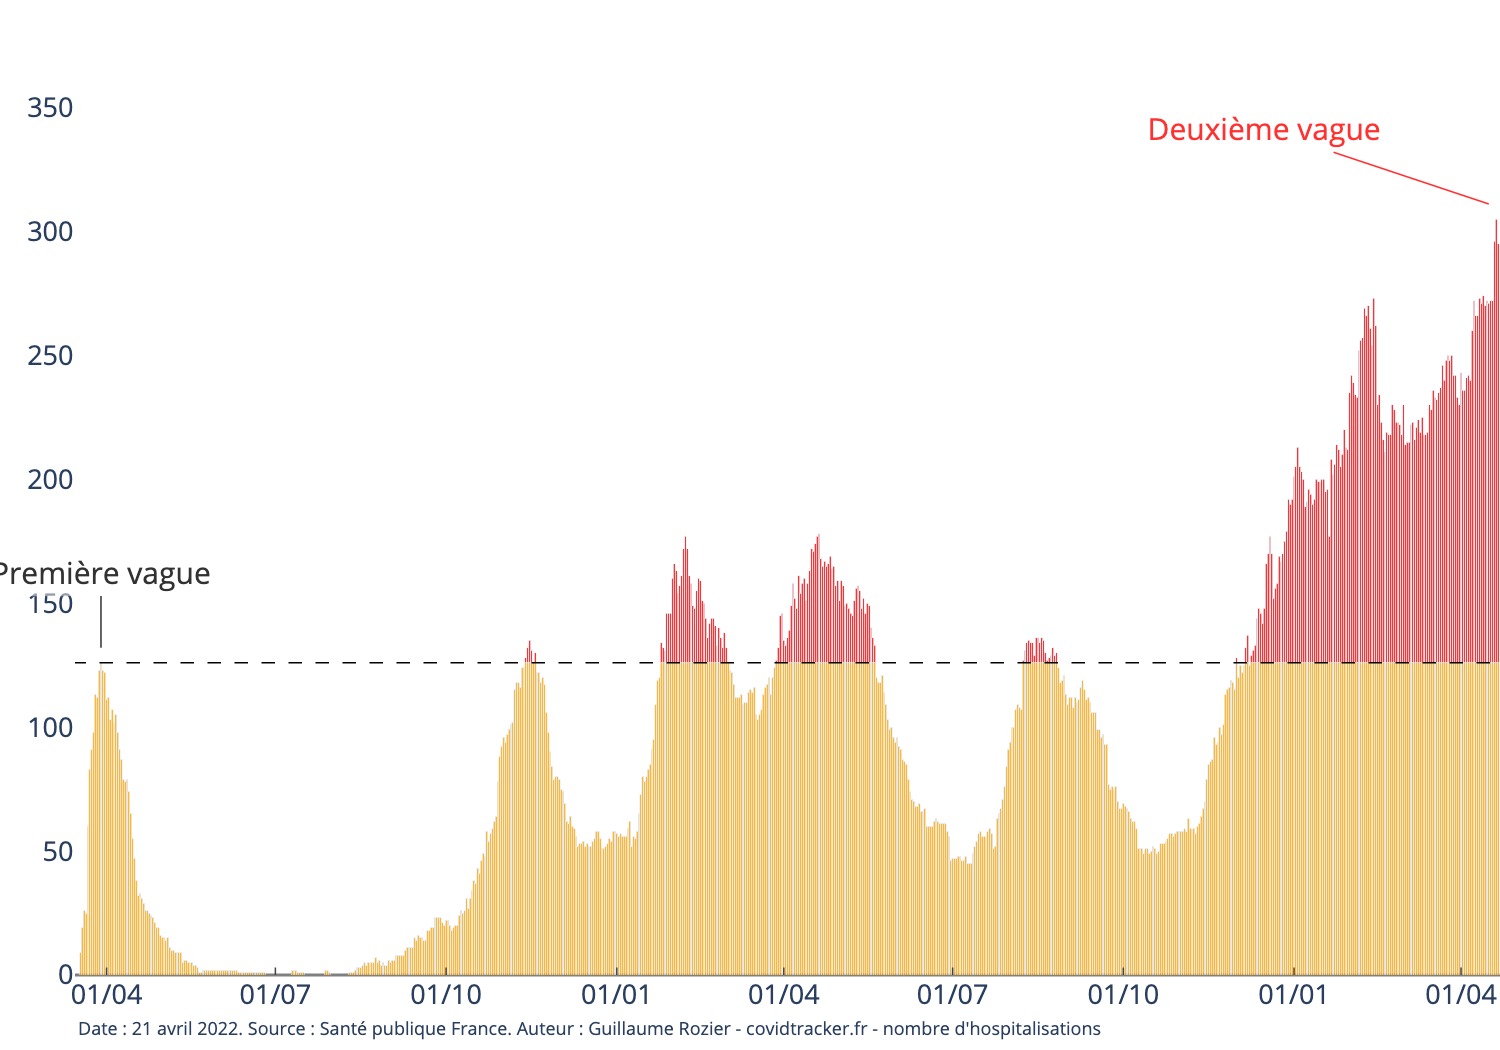 350
Deuxième vague
300
250
200
Première vague
150
100
50
0
01/04 01/07 01/10 01/01 01/04 01/07 01/10 01/01 01/04
Date : 21 avril 2022. Source : Santé publique France. Auteur : Guillaume Rozier - covidtracker.fr - nombre d'hospitalisations